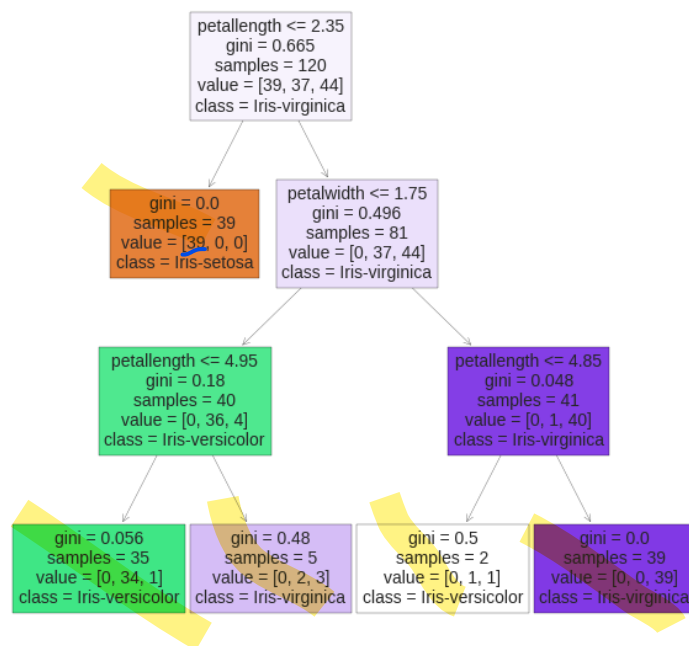 petallength <= 2.35
gini = 0.665
samples = 120
value = [39, 37, 44]
class = Iris-virginica
gini = 0.0
samples = 39
value = [39, 0, 0]
class = Iris-setosa
petalwidth <= 1.75
gini = 0.496
samples = 81
value = [0, 37, 44]
class = Iris-virginica
petallength <= 4.95
gini = 0.18
samples = 40
value = [0, 36, 4]
class = Iris-versicolor
petallength <= 4.85
gini = 0.048
samples = 41
value = [0, 1, 40]
class = Iris-virginica
gini = 0.056
samples = 35
value = [0, 34, 1]
class = Iris-versicolor
gini = 0.48
samples = 5
value = [0, 2, 3]
class = Iris-virginica
gini = 0.5
samples = 2
value = [0, 1, 1]
class = Iris-versicolor
gini = 0.0
samples = 39
value = [0, 0, 39]
class = Iris-virginica